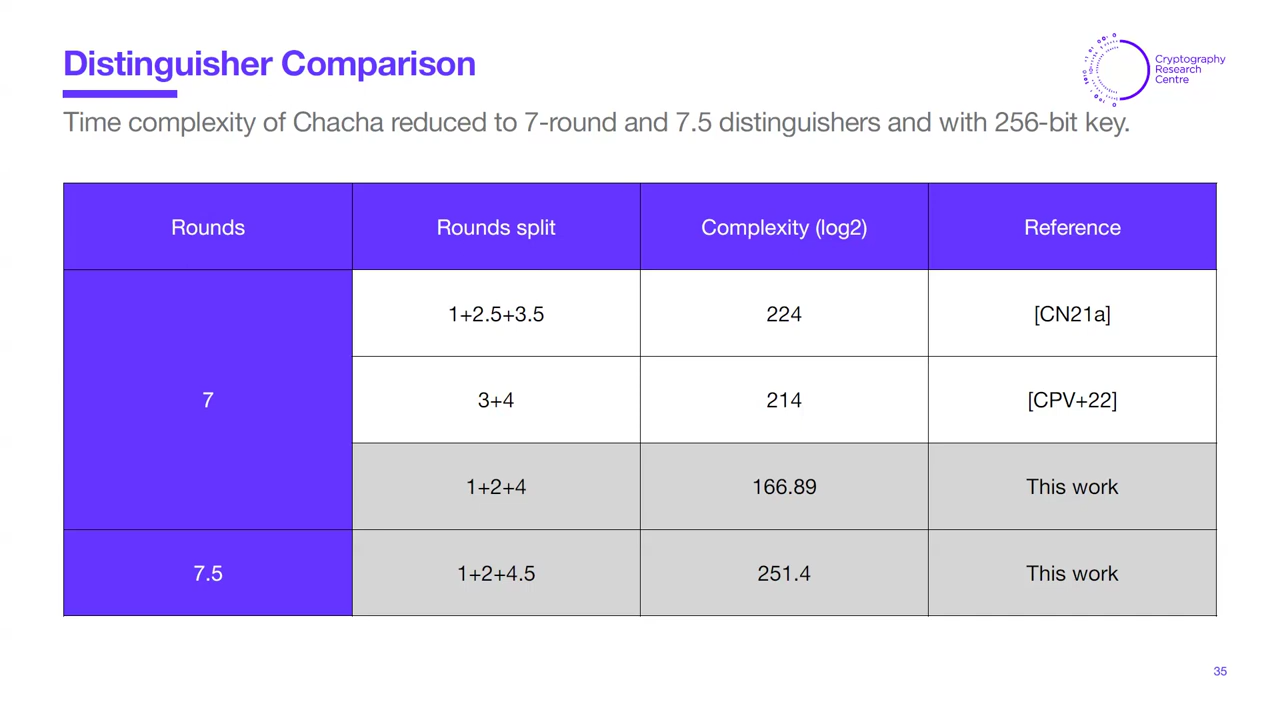 Distinguisher Comparison
Cryptography
Research
Centre
Time complexity of Chacha reduced to 7-round and 7.5 distinguishers and with 256-bit key.
Rounds Rounds split Complexity (log2) Reference
1+2.5+3.5 224 [CN21a]
7 3+4 214 [CPV+22]
1+2+4 166.89 This work
7.5 1+2+4.5 251.4 This work
35